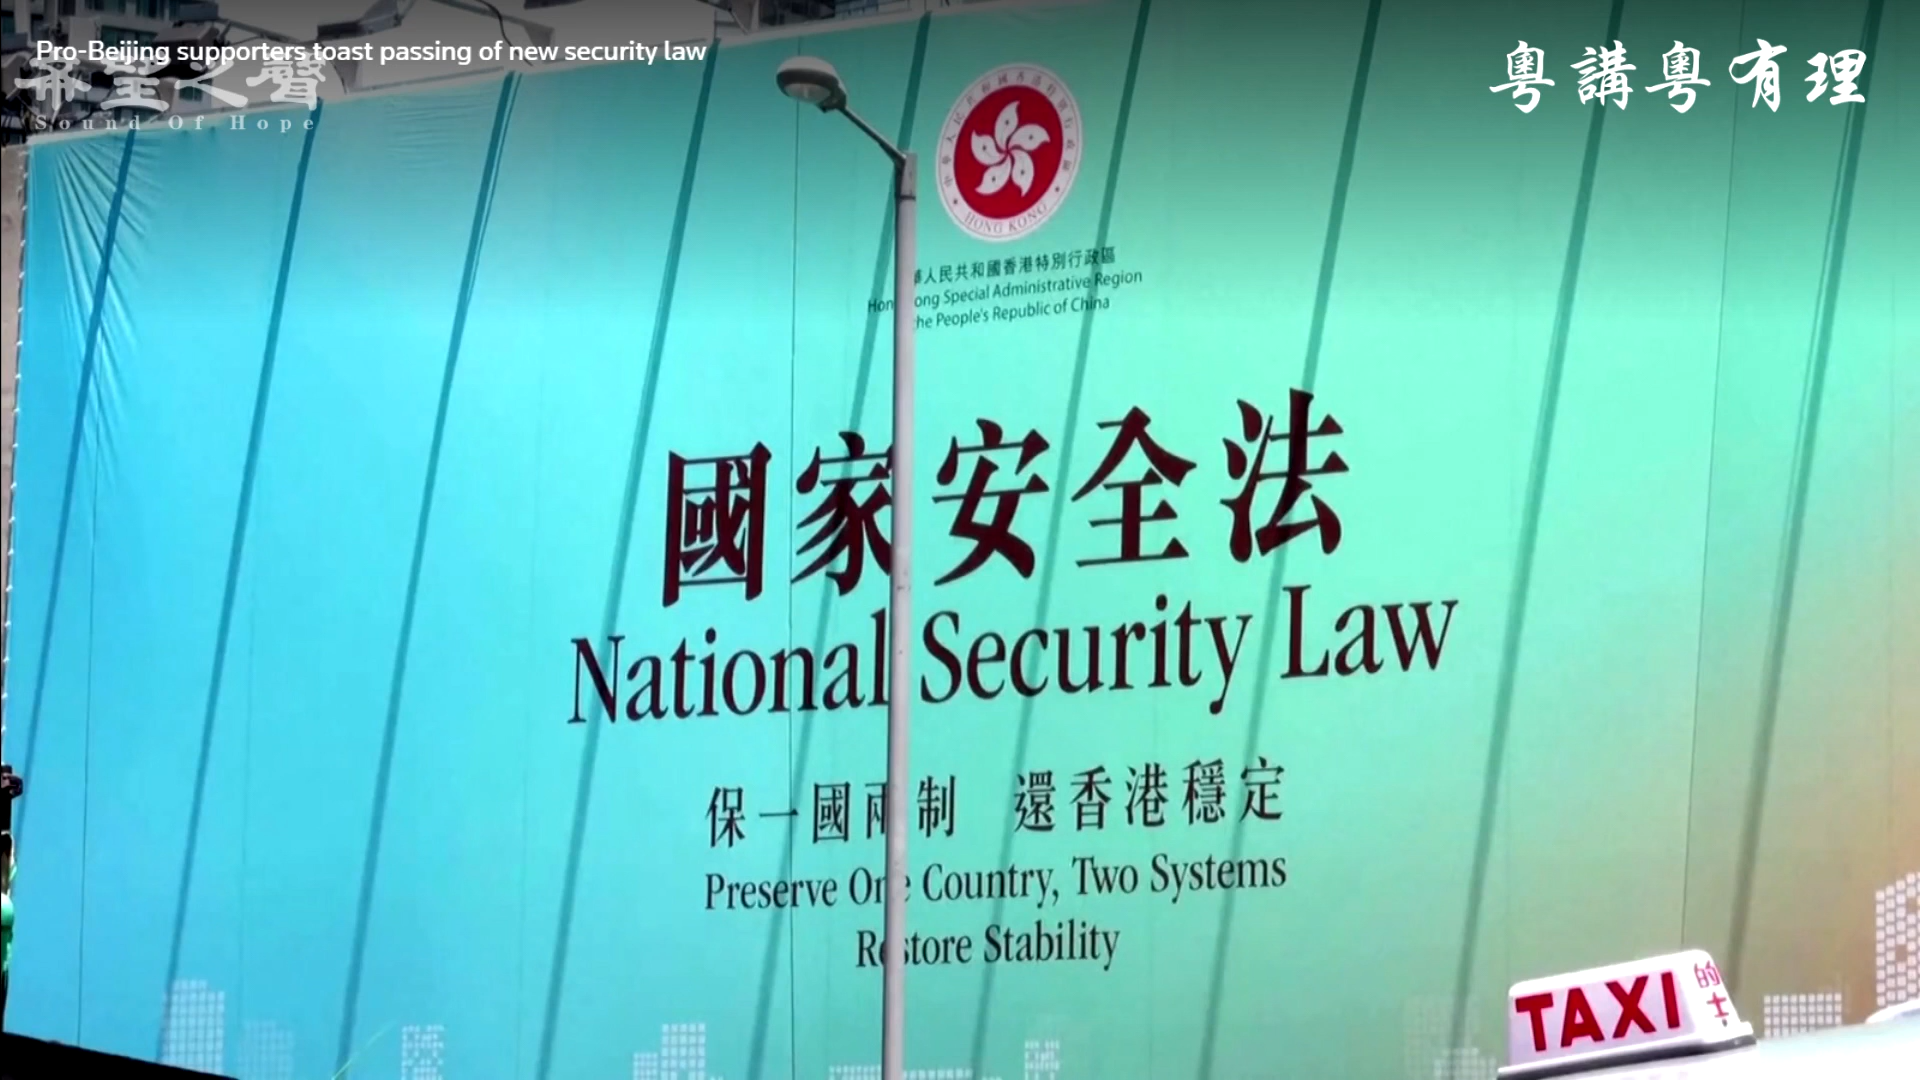 Pro-Beijing supporters toast passing of new security law
希望之聲
Sound Of Hope
粵講粵有理
HONG KONG
人民共和國香港特別行政區
Hong Kong Special Administrative Region
the People's Republic of China
國家安全法
National Security Law
保一國兩制 還香港穩定
Preserve One Country, Two Systems
Restore Stability
TAXI 的士